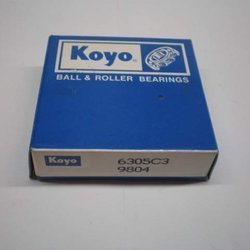 Koyo®
BALL & ROLLER BEARINGS
Koyo 6305C3
9804